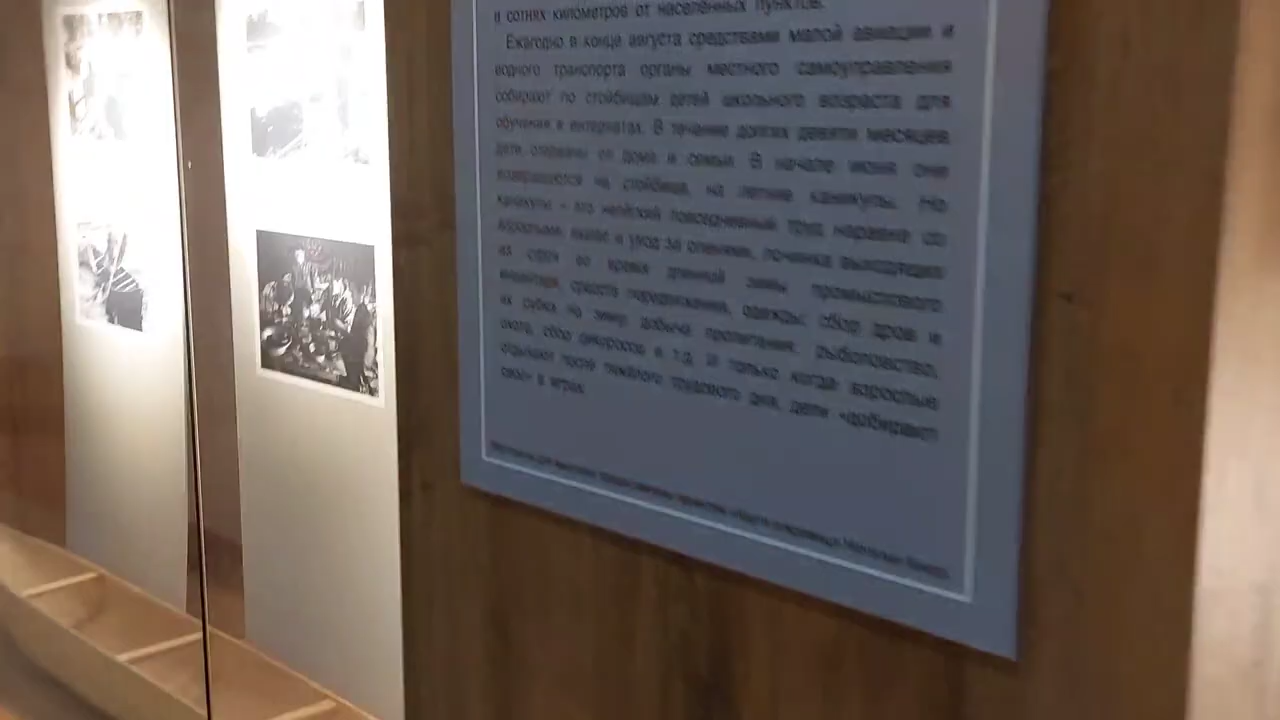 и сотнях километров от населённых пунктов.
Ежегодно в конце августа средствами малой авиации и
водного транспорта органы местного самоуправления
собирают по стойбищам детей школьного возраста для
обучения в интернатах. В течение долгих девяти месяцев
дети оторваны от дома и семьи. В начале июня они
возвращаются на стойбища, на летние каникулы. Но
каникулы – это нелёгкий повседневный труд наравне со
взрослыми: выпас и уход за оленями, починка выходящих
из строя во время длинной зимы промыслового
инвентаря, средств передвижения, одежды; сбор дров и
их рубка на зиму, добыча пропитания: рыболовство,
охота, сбор дикоросов и т.д. И только когда взрослые
отдыхают после тяжёлого трудового дня, дети «добирают
своё» в играх.